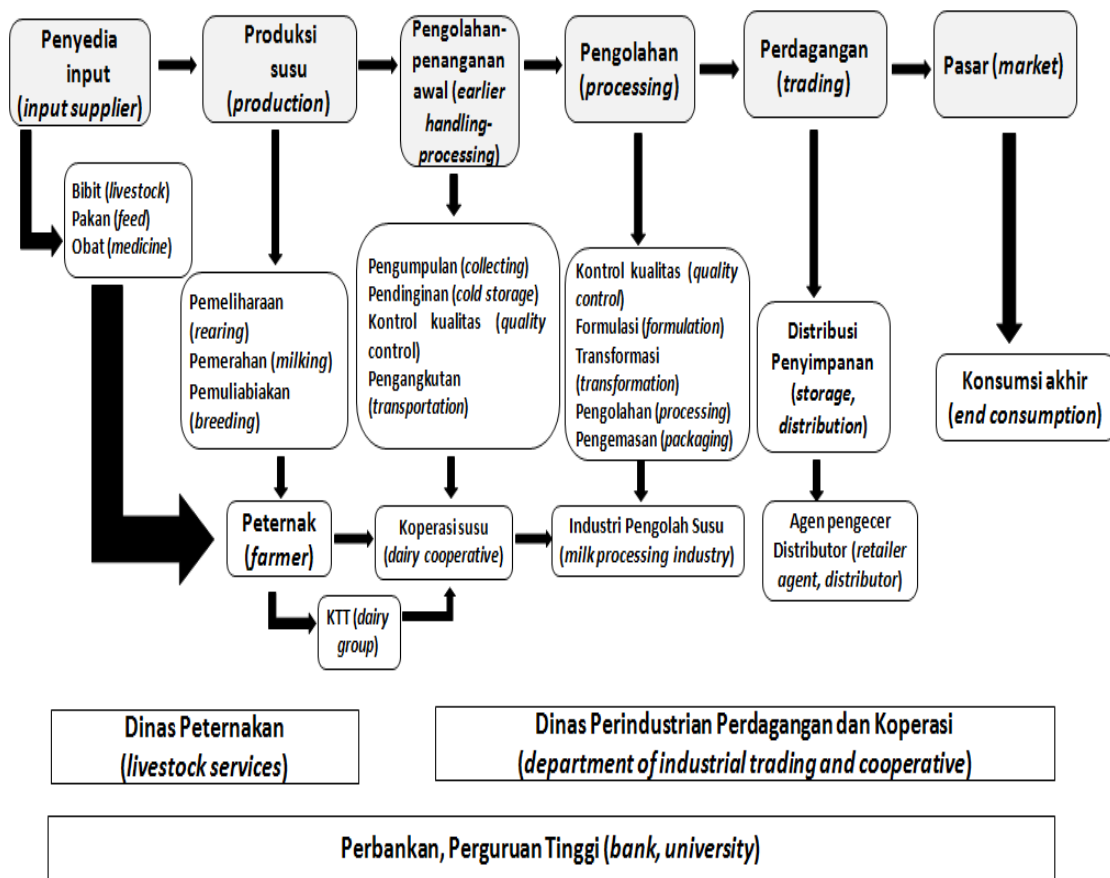 Penyedia
input
(input supplier)
Produksi
susu
(production)
Pengolahan-
penanganan
awal (earlier
handling-
processing)
Pengolahan
(processing)
Perdagangan
(trading)
Pasar (market)
Bibit (livestock)
Pakan (feed)
Obat (medicine)
Pemeliharaan
(rearing)
Pemerahan (milking)
Pemuliabiakan
(breeding)
Pengumpulan (collecting)
Pendinginan (cold storage)
Kontrol kualitas (quality
control)
Pengangkutan
(transportation)
Kontrol kualitas (quality
control)
Formulasi (formulation)
Transformasi
(transformation)
Pengolahan (processing)
Pengemasan (packaging)
Distribusi
Penyimpanan
(storage,
distribution)
Konsumsi akhir
(end consumption)
Peternak
(farmer)
Koperasi susu
(dairy cooperative)
Industri Pengolah Susu
(milk processing industry)
Agen pengecer
Distributor (retailer
agent, distributor)
KTT (dairy
group)
Dinas Peternakan
(livestock services)
Dinas Perindustrian Perdagangan dan Koperasi
(department of industrial trading and cooperative)
Perbankan, Perguruan Tinggi (bank, university)